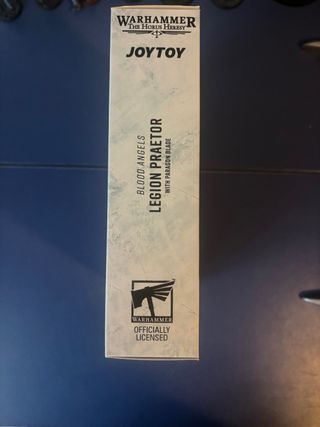 WARHAMMER
THE HORUS HERESY
JOYTOY
BLOOD ANGELS
LEGION PRAETOR
WITH PARAGON BLADE
WARHAMMER
OFFICIALLY
LICENSED